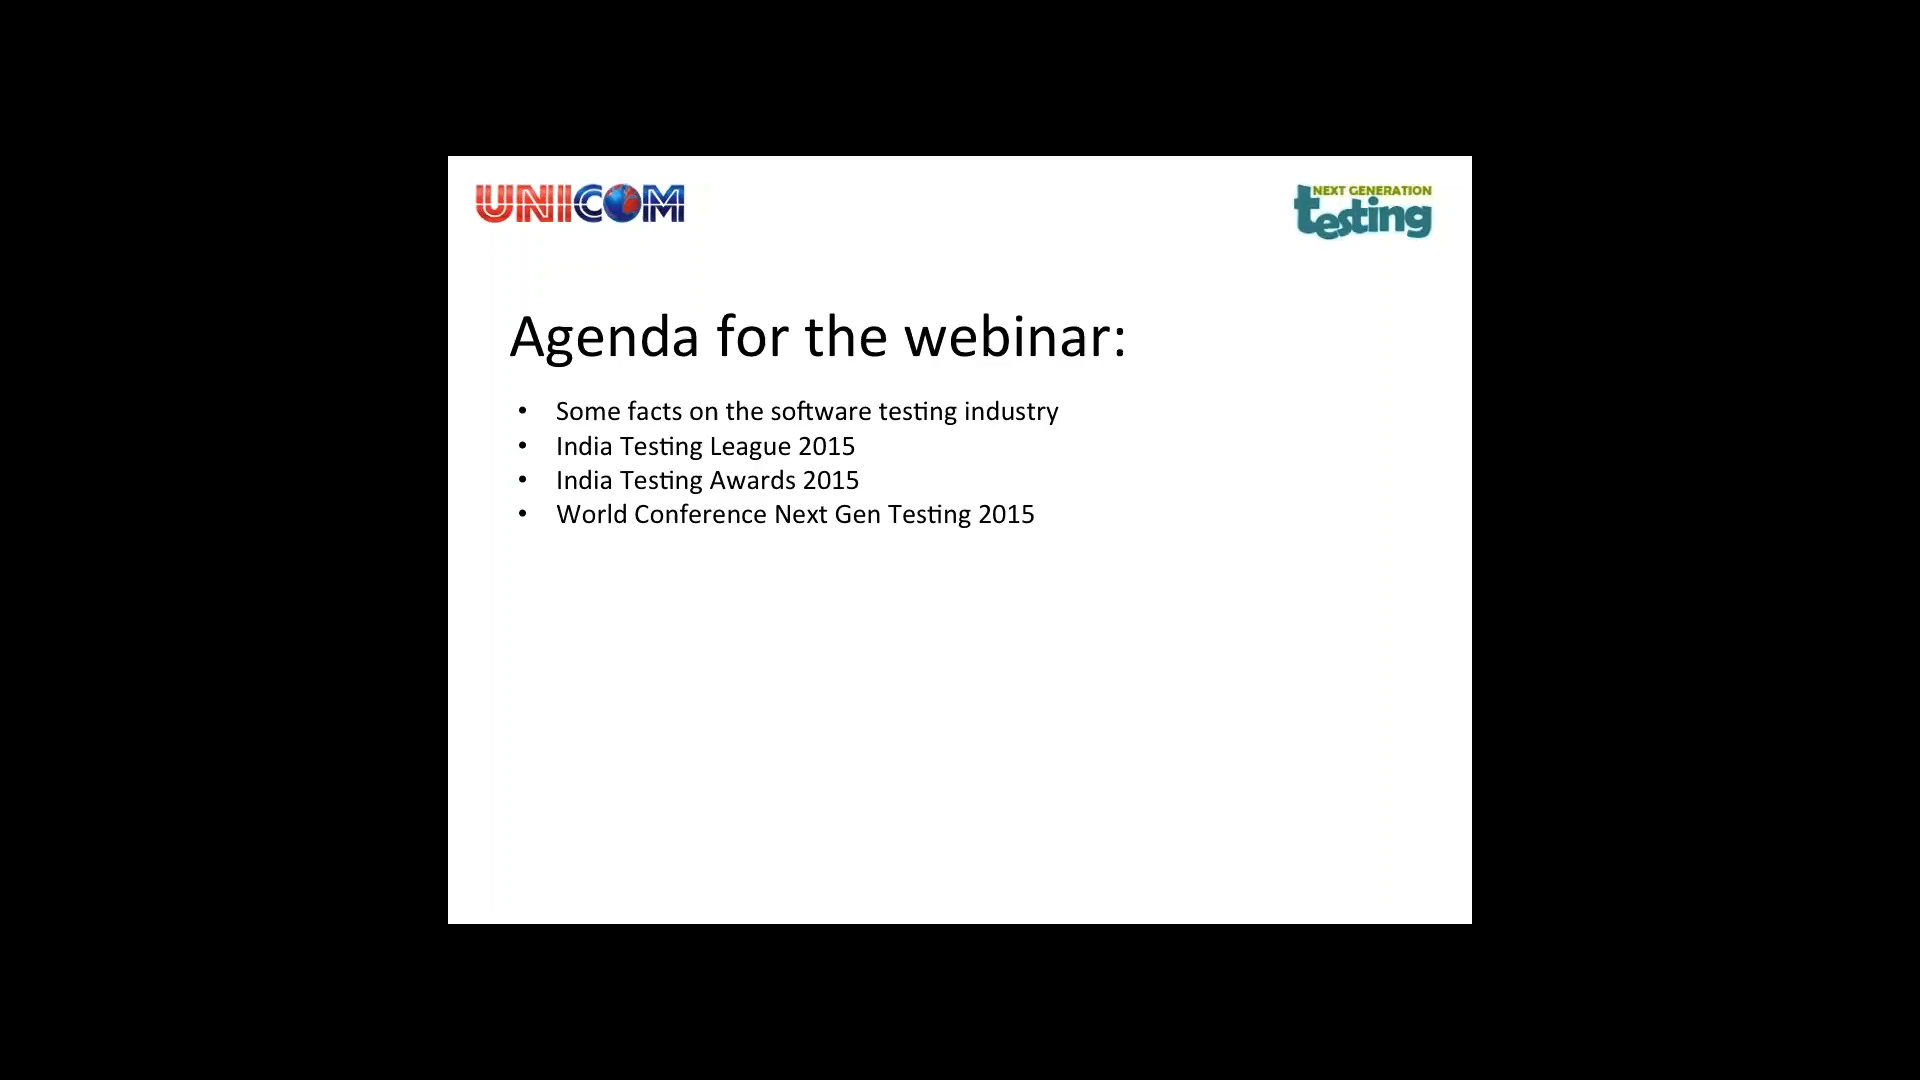 UNICOM
NEXT GENERATION
testing
Agenda for the webinar:
• Some facts on the software testing industry
• India Testing League 2015
• India Testing Awards 2015
• World Conference Next Gen Testing 2015